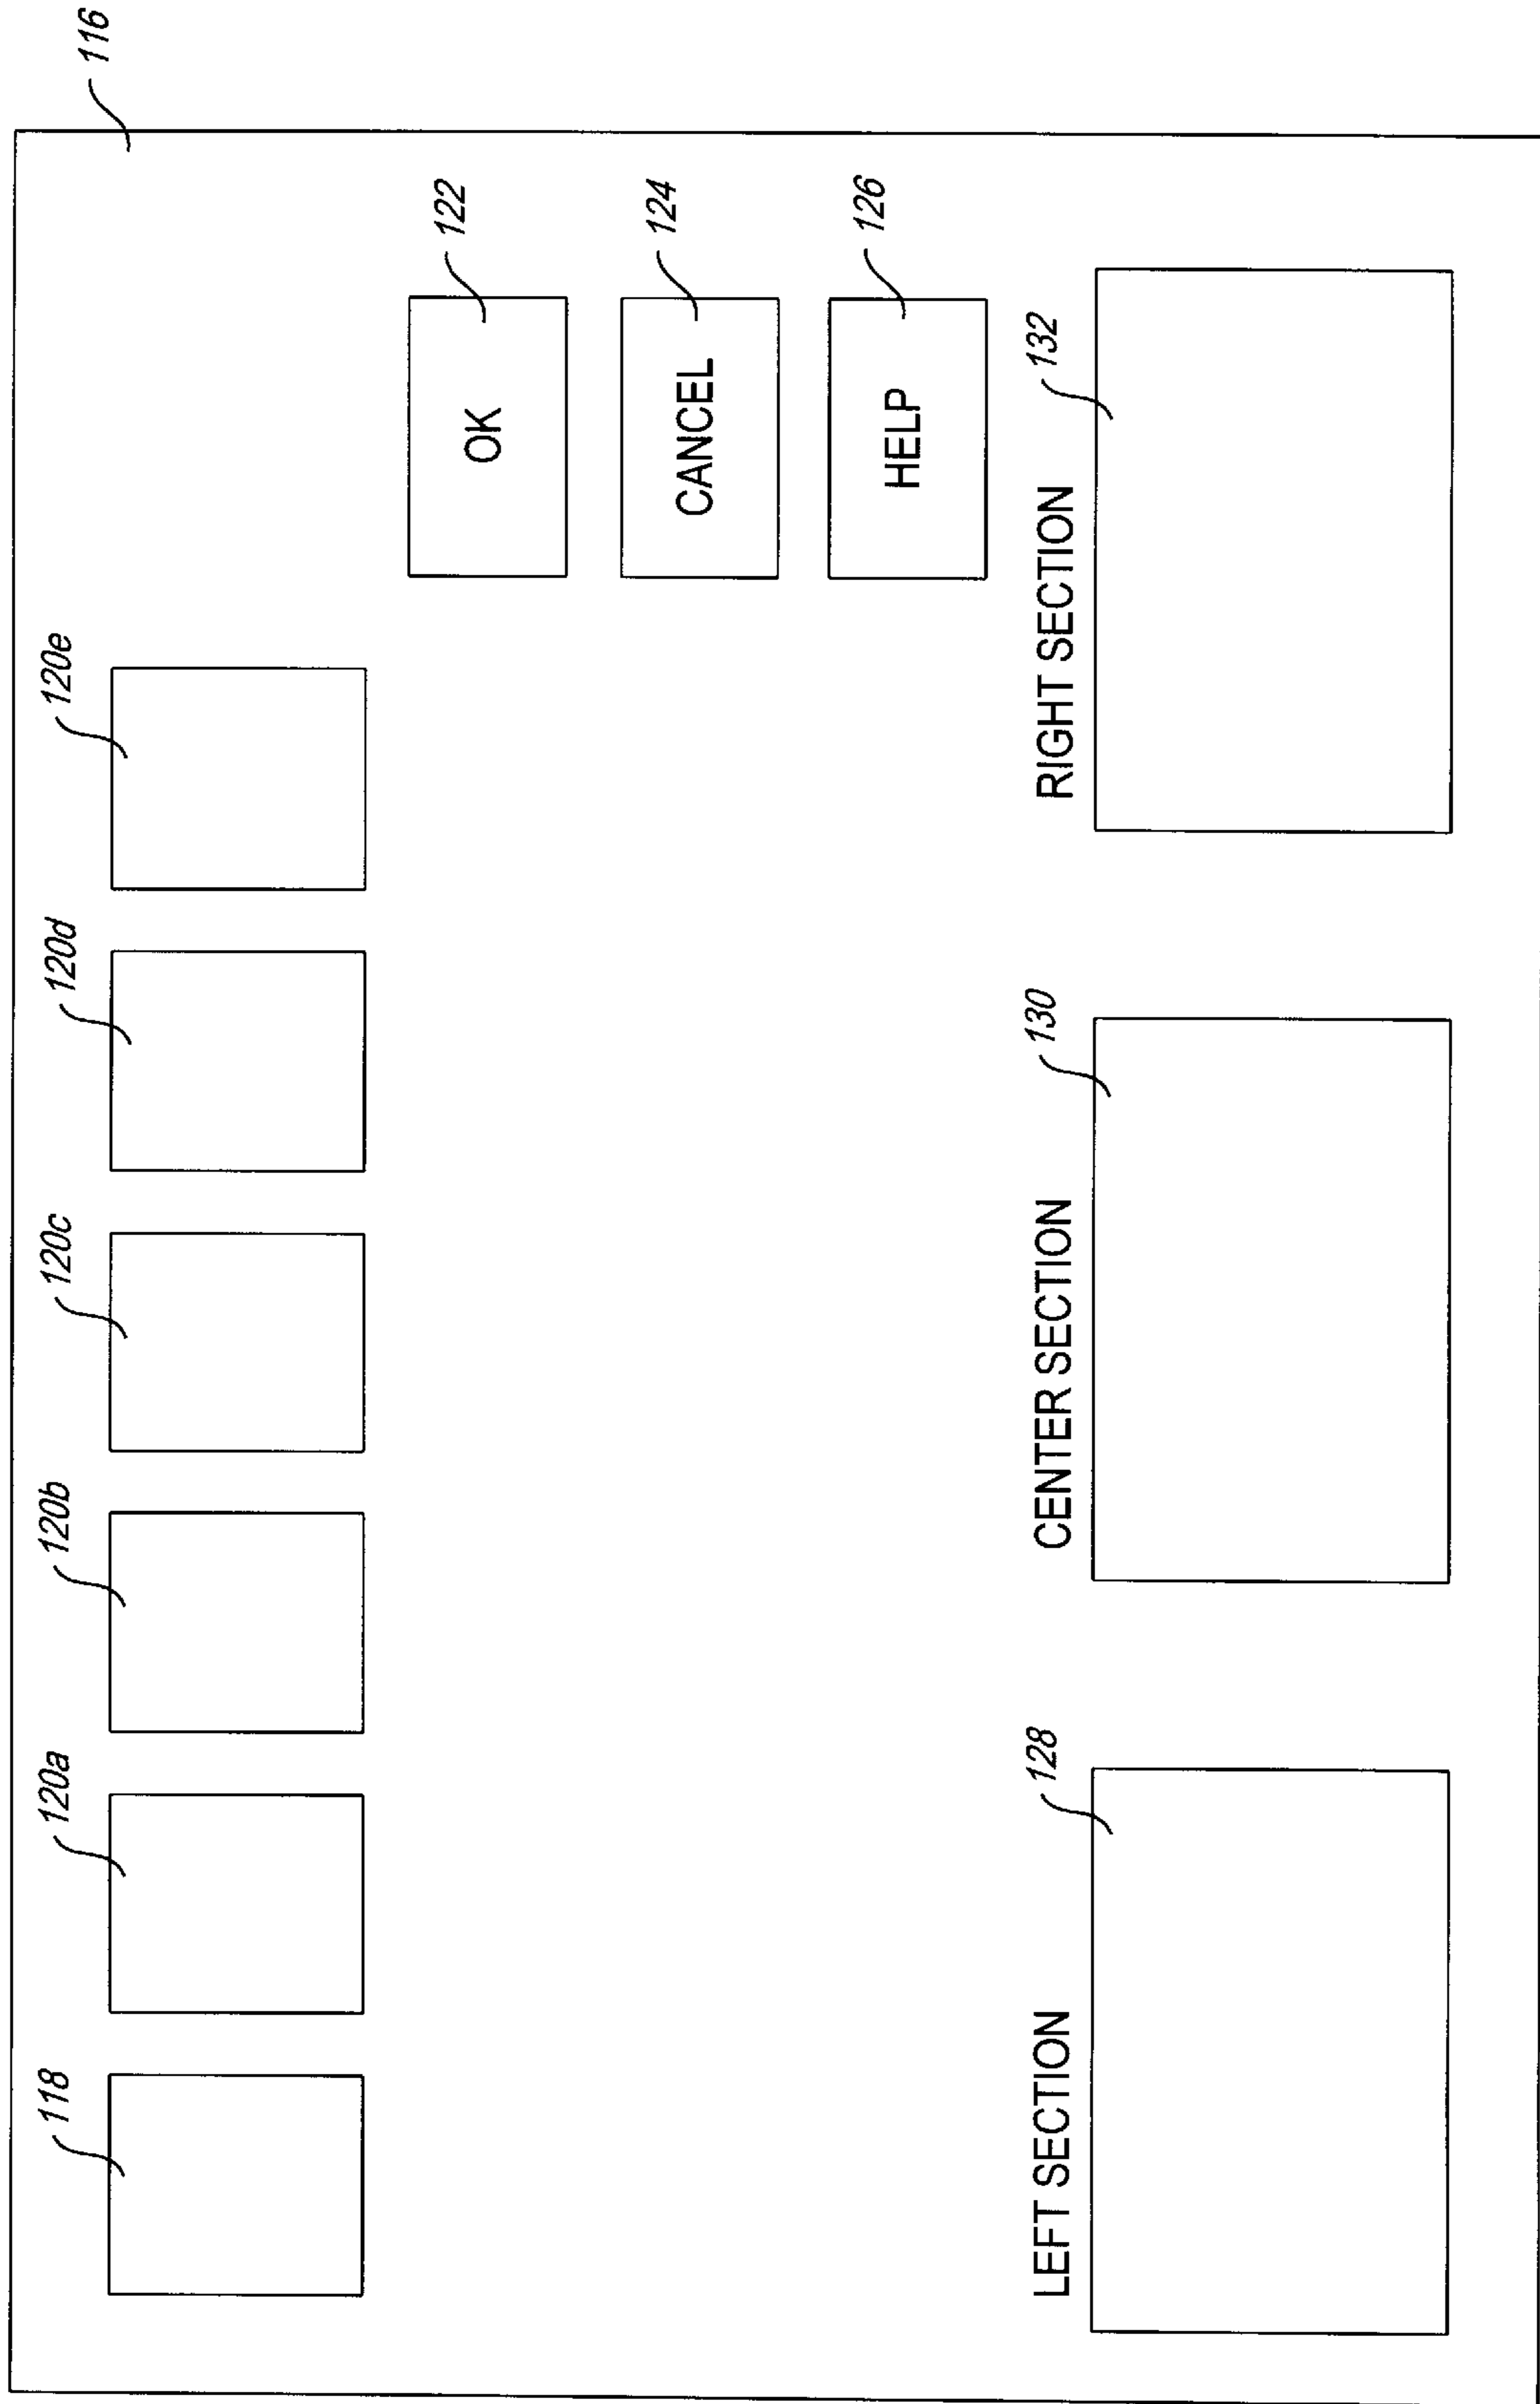 116
118
120a
120b
120c
120d
120e
OK
122
CANCEL
124
HELP
126
LEFT SECTION
128
CENTER SECTION
130
RIGHT SECTION
132